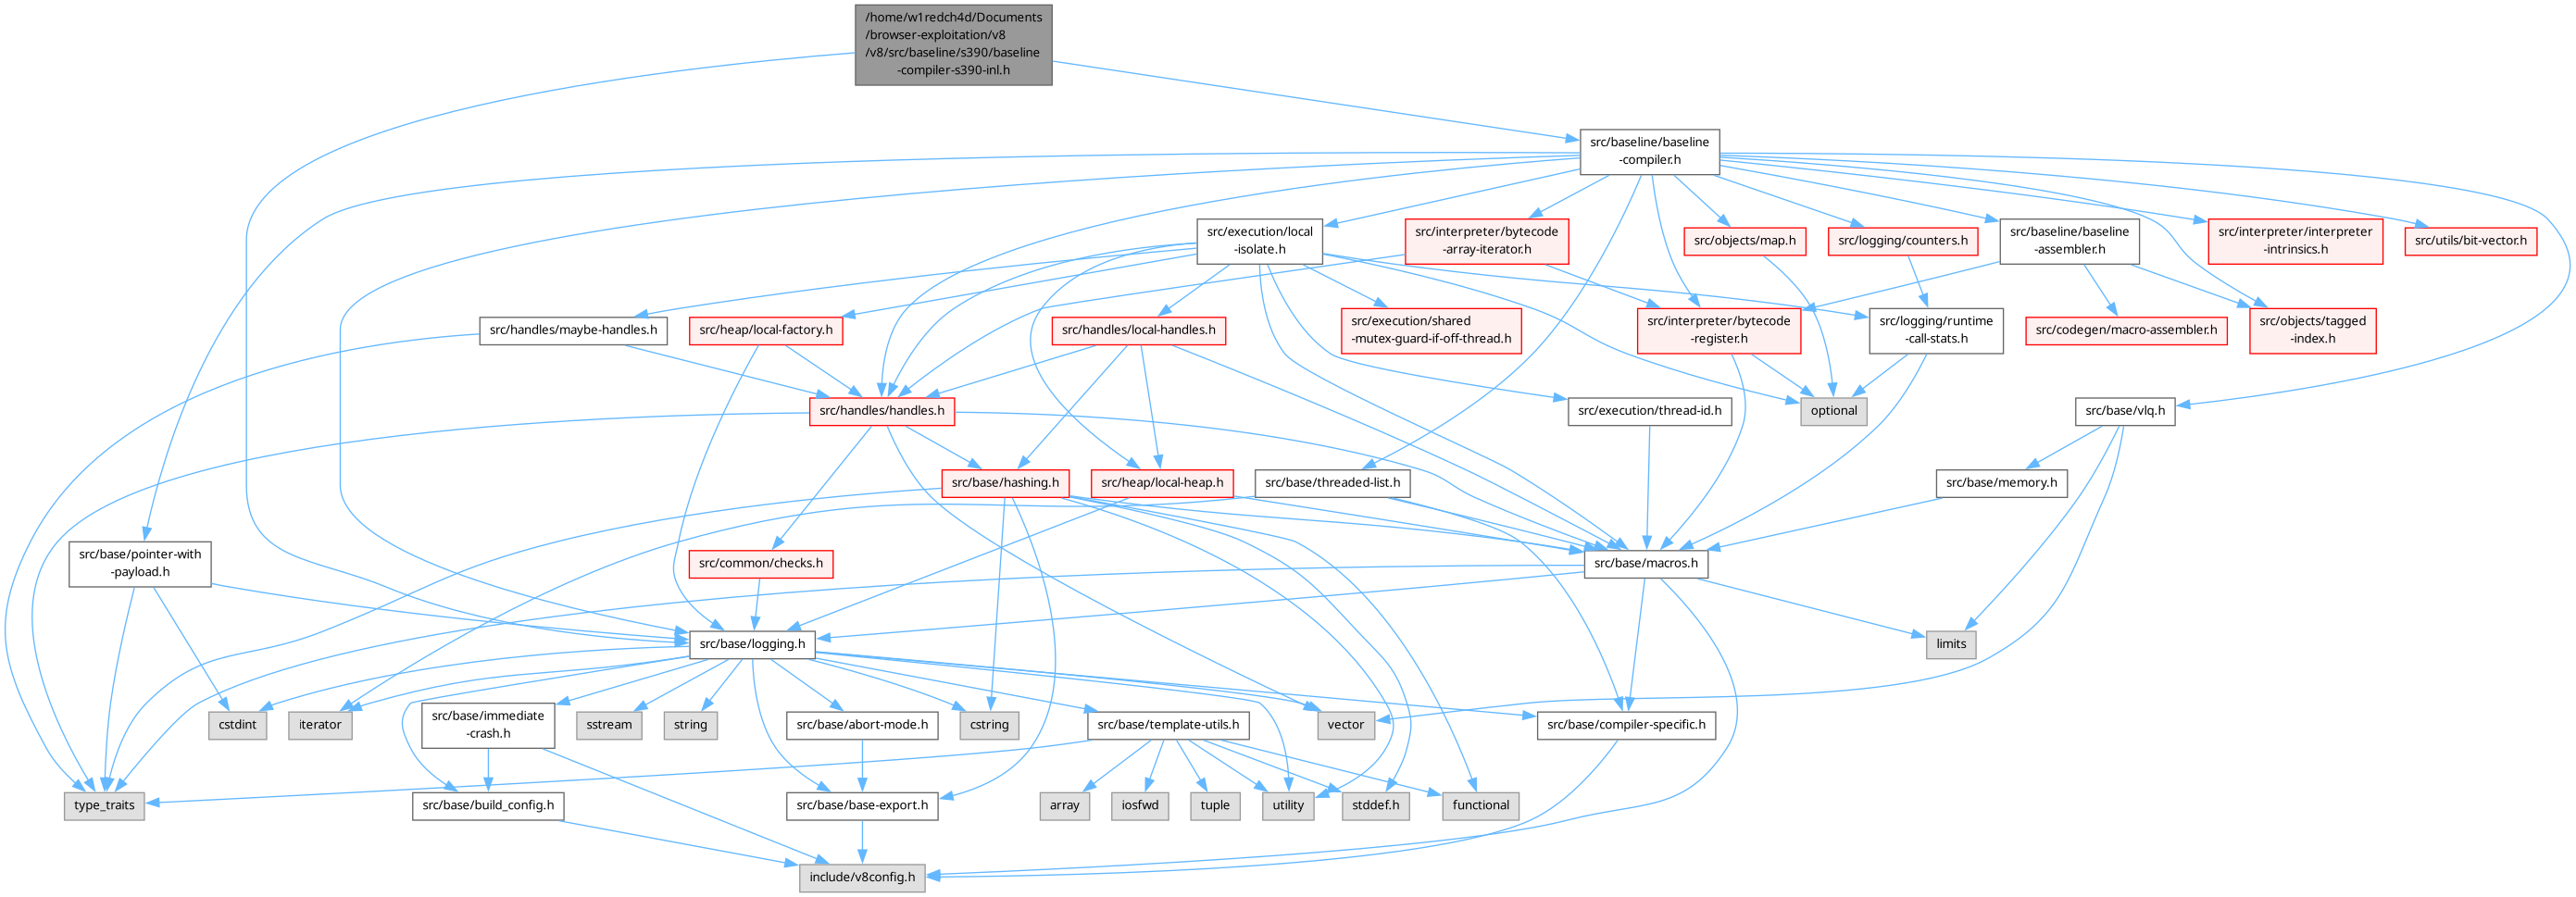 /home/w1redch4d/Documents
/browser-exploitation/v8
/v8/src/baseline/s390/baseline
-compiler-s390-inl.h
src/baseline/baseline
-compiler.h
src/execution/local
-isolate.h
src/interpreter/bytecode
-array-iterator.h
src/objects/map.h
src/logging/counters.h
src/baseline/baseline
-assembler.h
src/interpreter/interpreter
-intrinsics.h
src/utils/bit-vector.h
src/handles/maybe-handles.h
src/heap/local-factory.h
src/handles/local-handles.h
src/execution/shared
-mutex-guard-if-off-thread.h
src/interpreter/bytecode
-register.h
src/logging/runtime
-call-stats.h
src/codegen/macro-assembler.h
src/objects/tagged
-index.h
src/handles/handles.h
src/execution/thread-id.h
optional
src/base/vlq.h
src/base/hashing.h
src/heap/local-heap.h
src/base/threaded-list.h
src/base/memory.h
src/base/pointer-with
-payload.h
src/common/checks.h
src/base/macros.h
src/base/logging.h
limits
cstdint
iterator
src/base/immediate
-crash.h
sstream
string
src/base/abort-mode.h
cstring
src/base/template-utils.h
vector
src/base/compiler-specific.h
type_traits
src/base/build_config.h
src/base/base-export.h
array
iosfwd
tuple
utility
stddef.h
functional
include/v8config.h